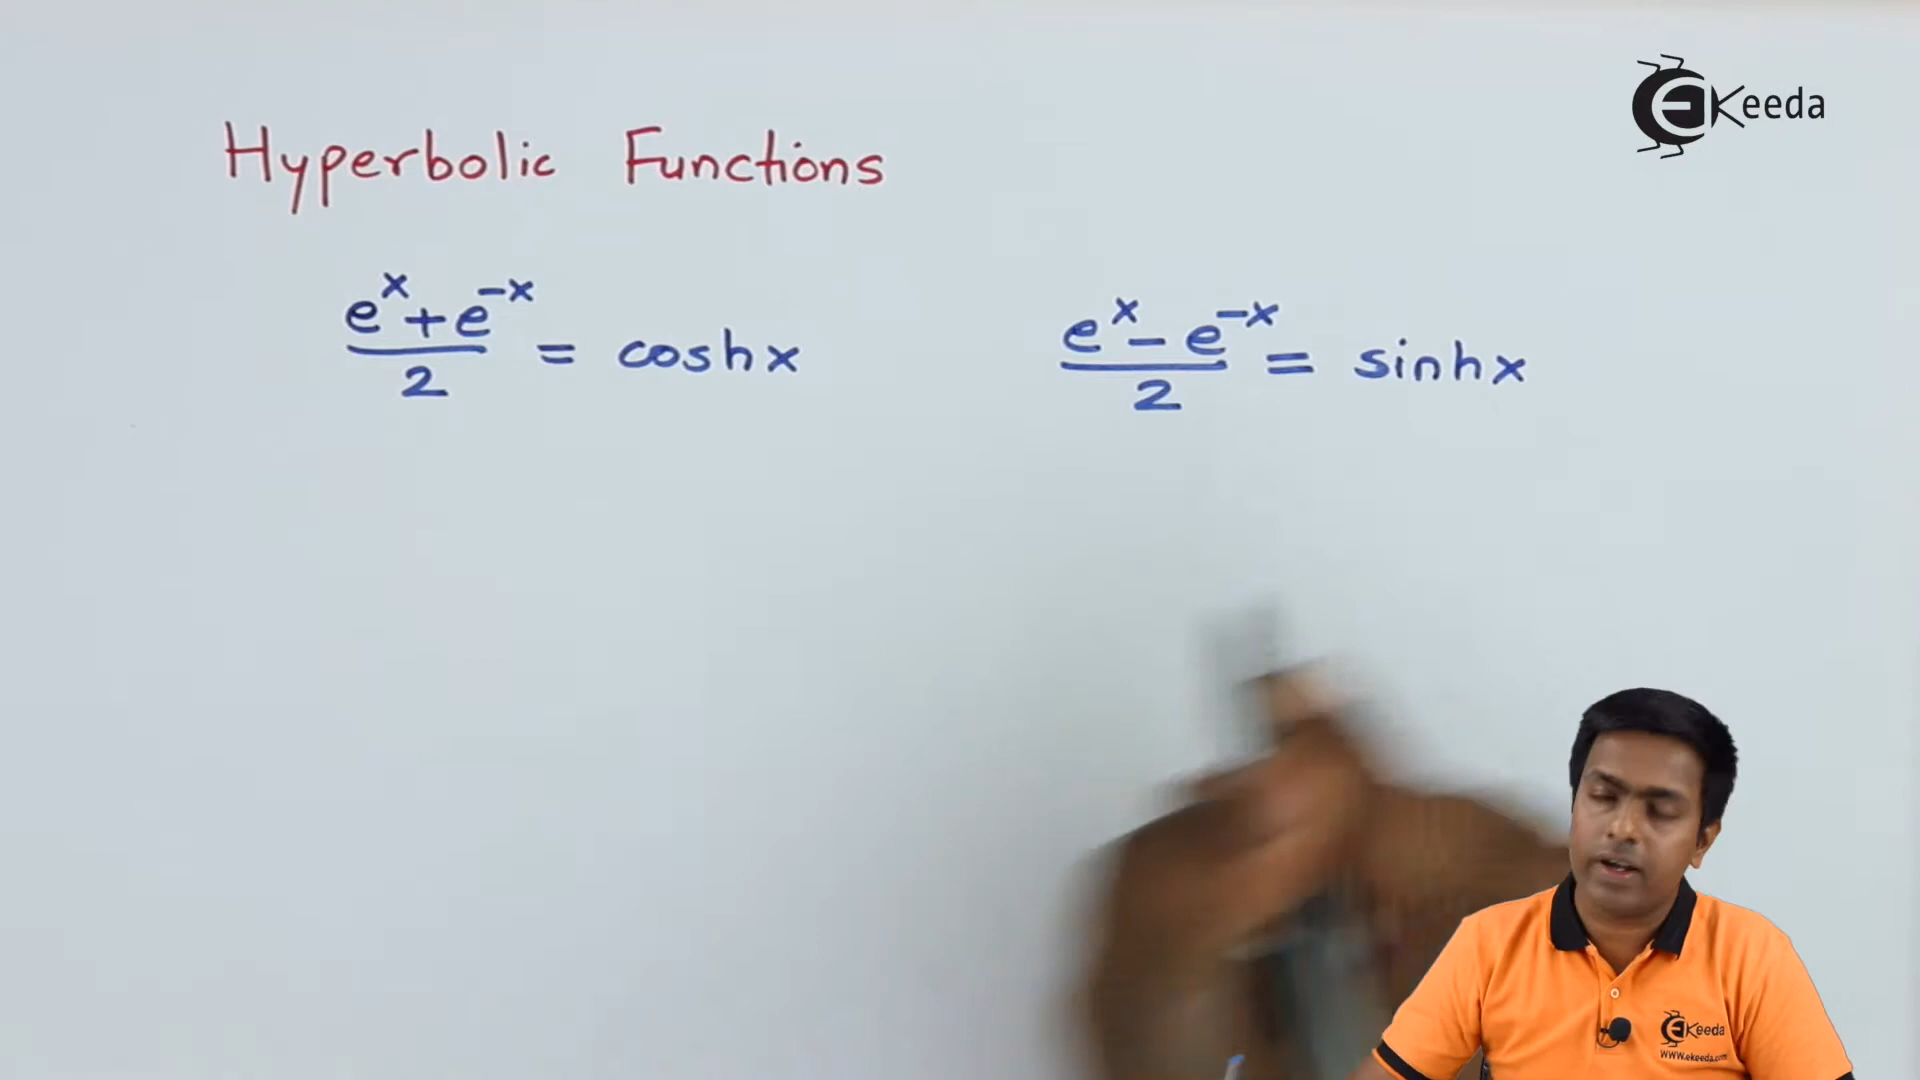 Keeda
Hyperbolic Functions
e^x + e^-x / 2 = coshx
e^x - e^-x / 2 = sinhx
Keeda
www.ekeeda.com